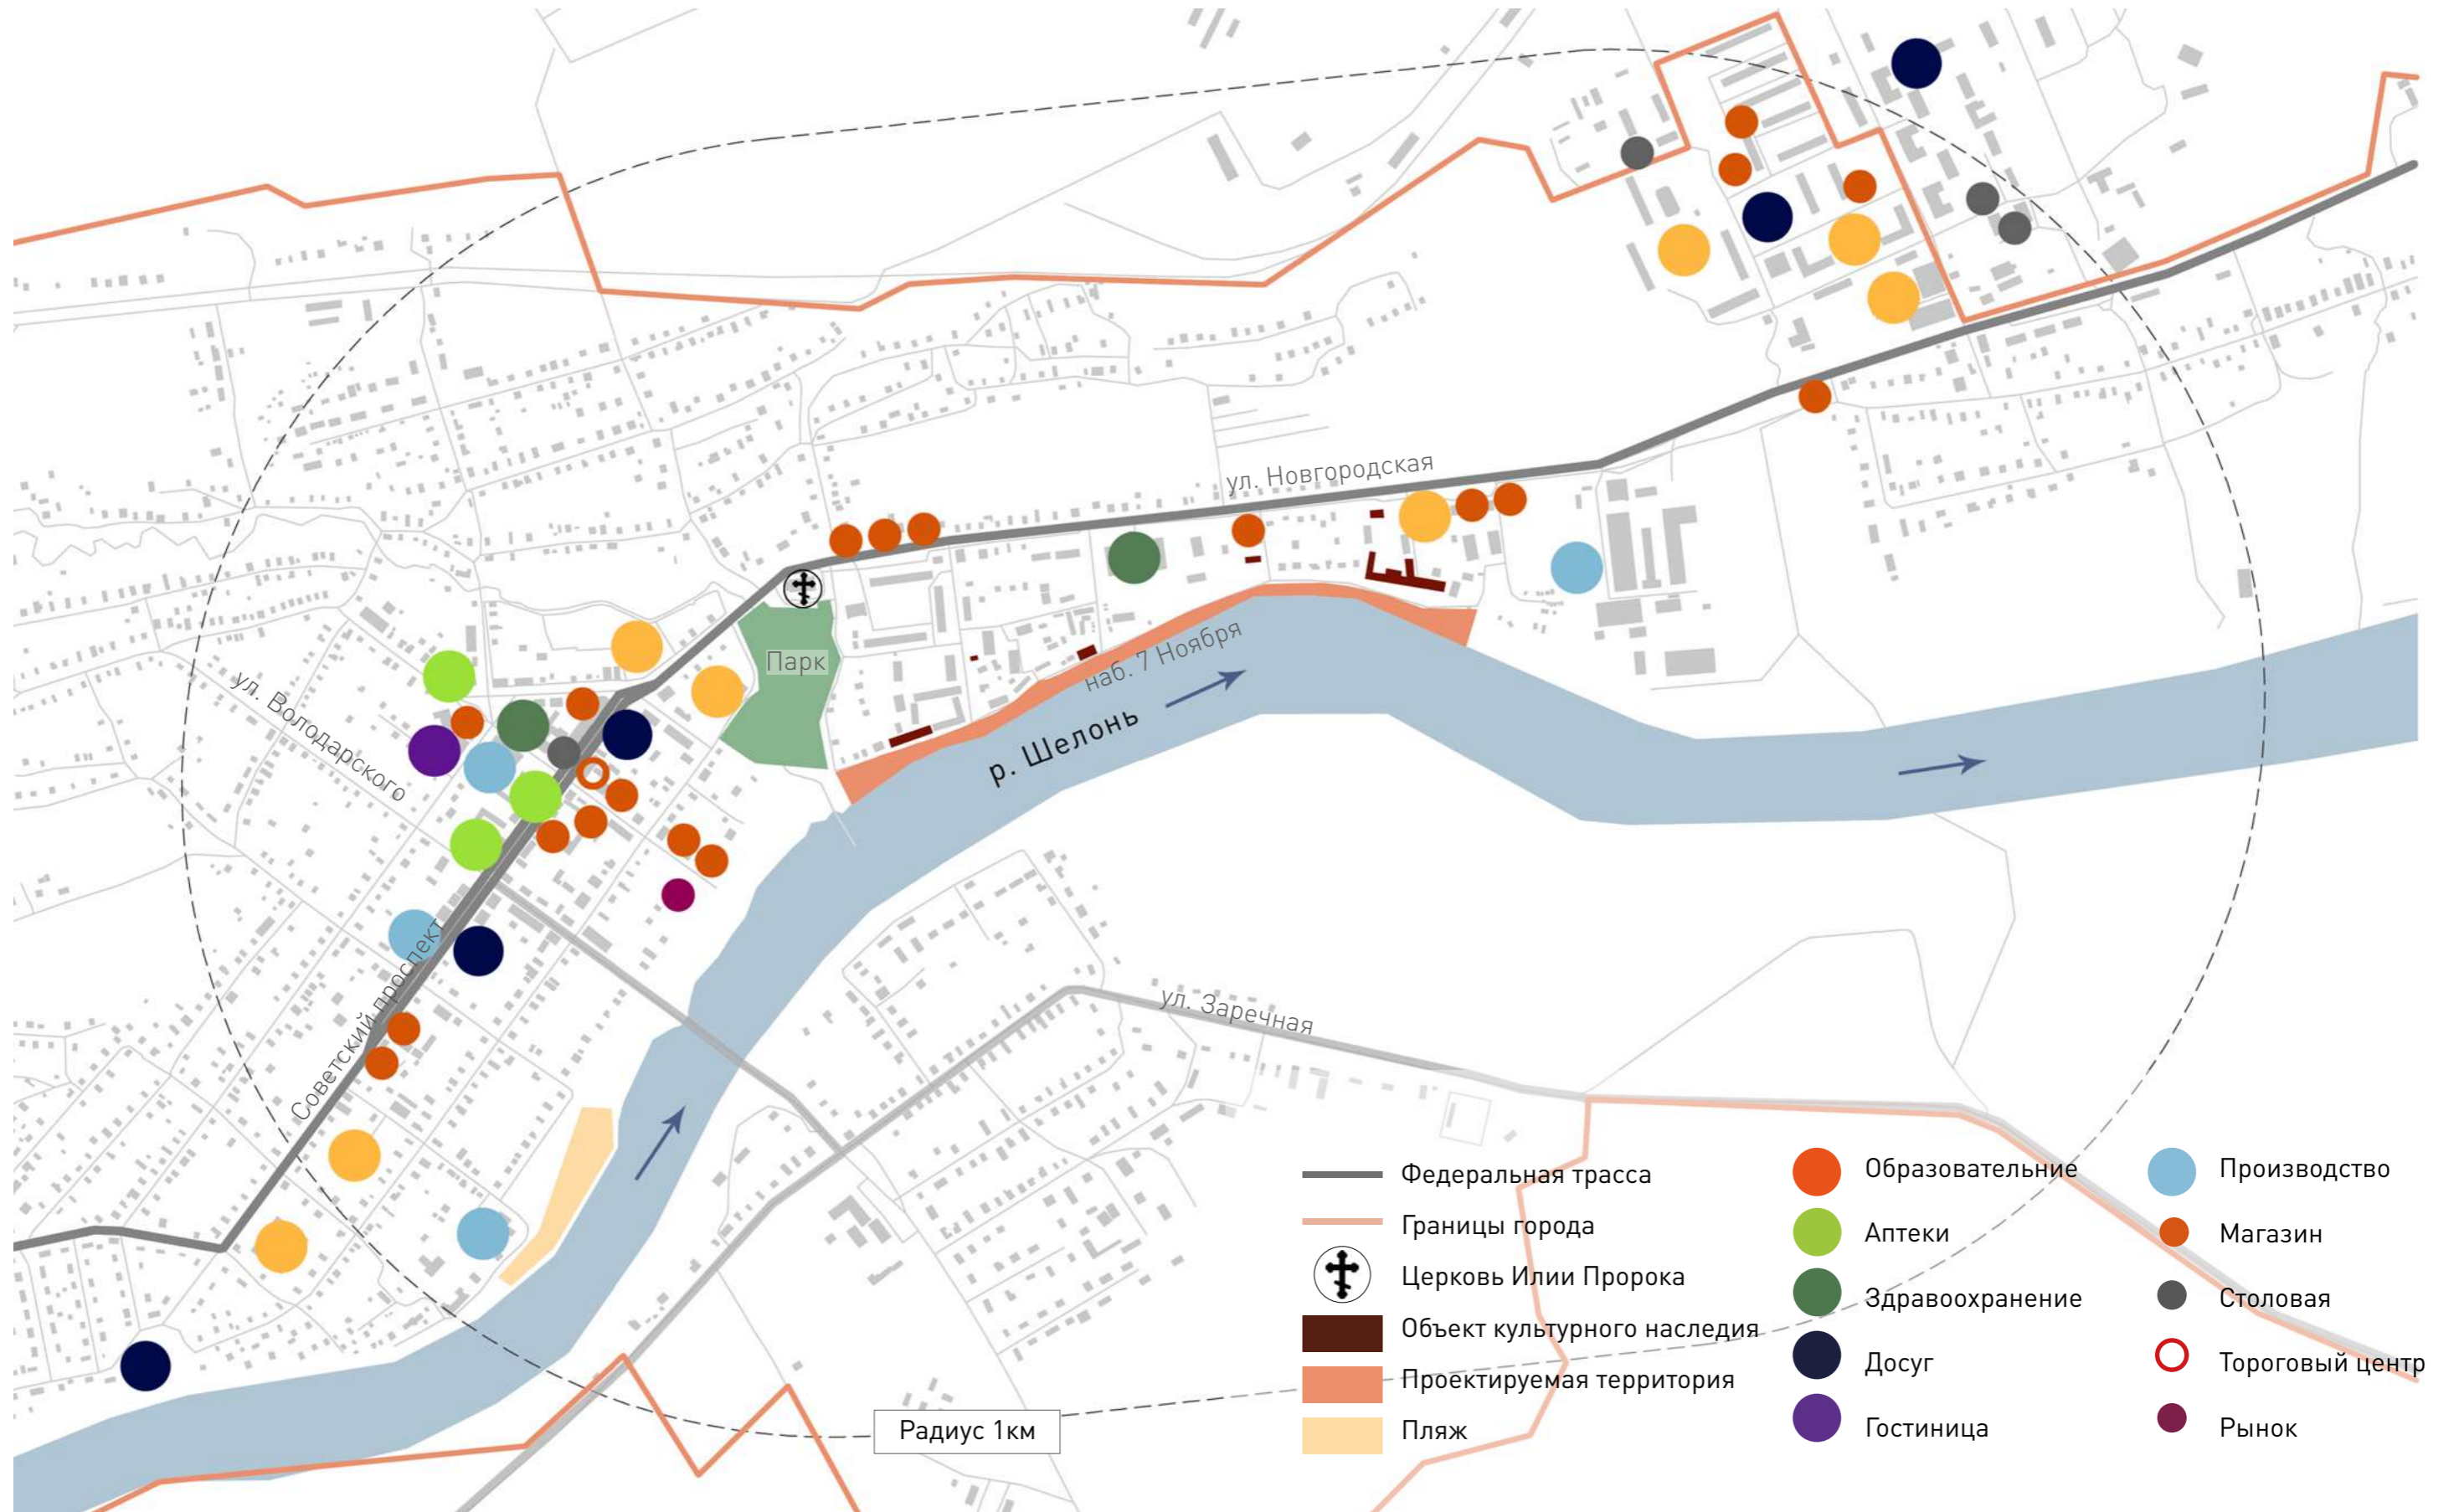 ул. Новгородская
Парк
наб. 7 Ноября
ул. Володарского
р. Шелонь
Советский проспект
ул. Заречная
Федеральная трасса
Границы города
Церковь Илии Пророка
Объект культурного наследия
Проектируемая территория
Пляж
Образовательние
Аптеки
Здравоохранение
Досуг
Гостиница
Производство
Магазин
Столовая
Тороговый центр
Рынок
Радиус 1км